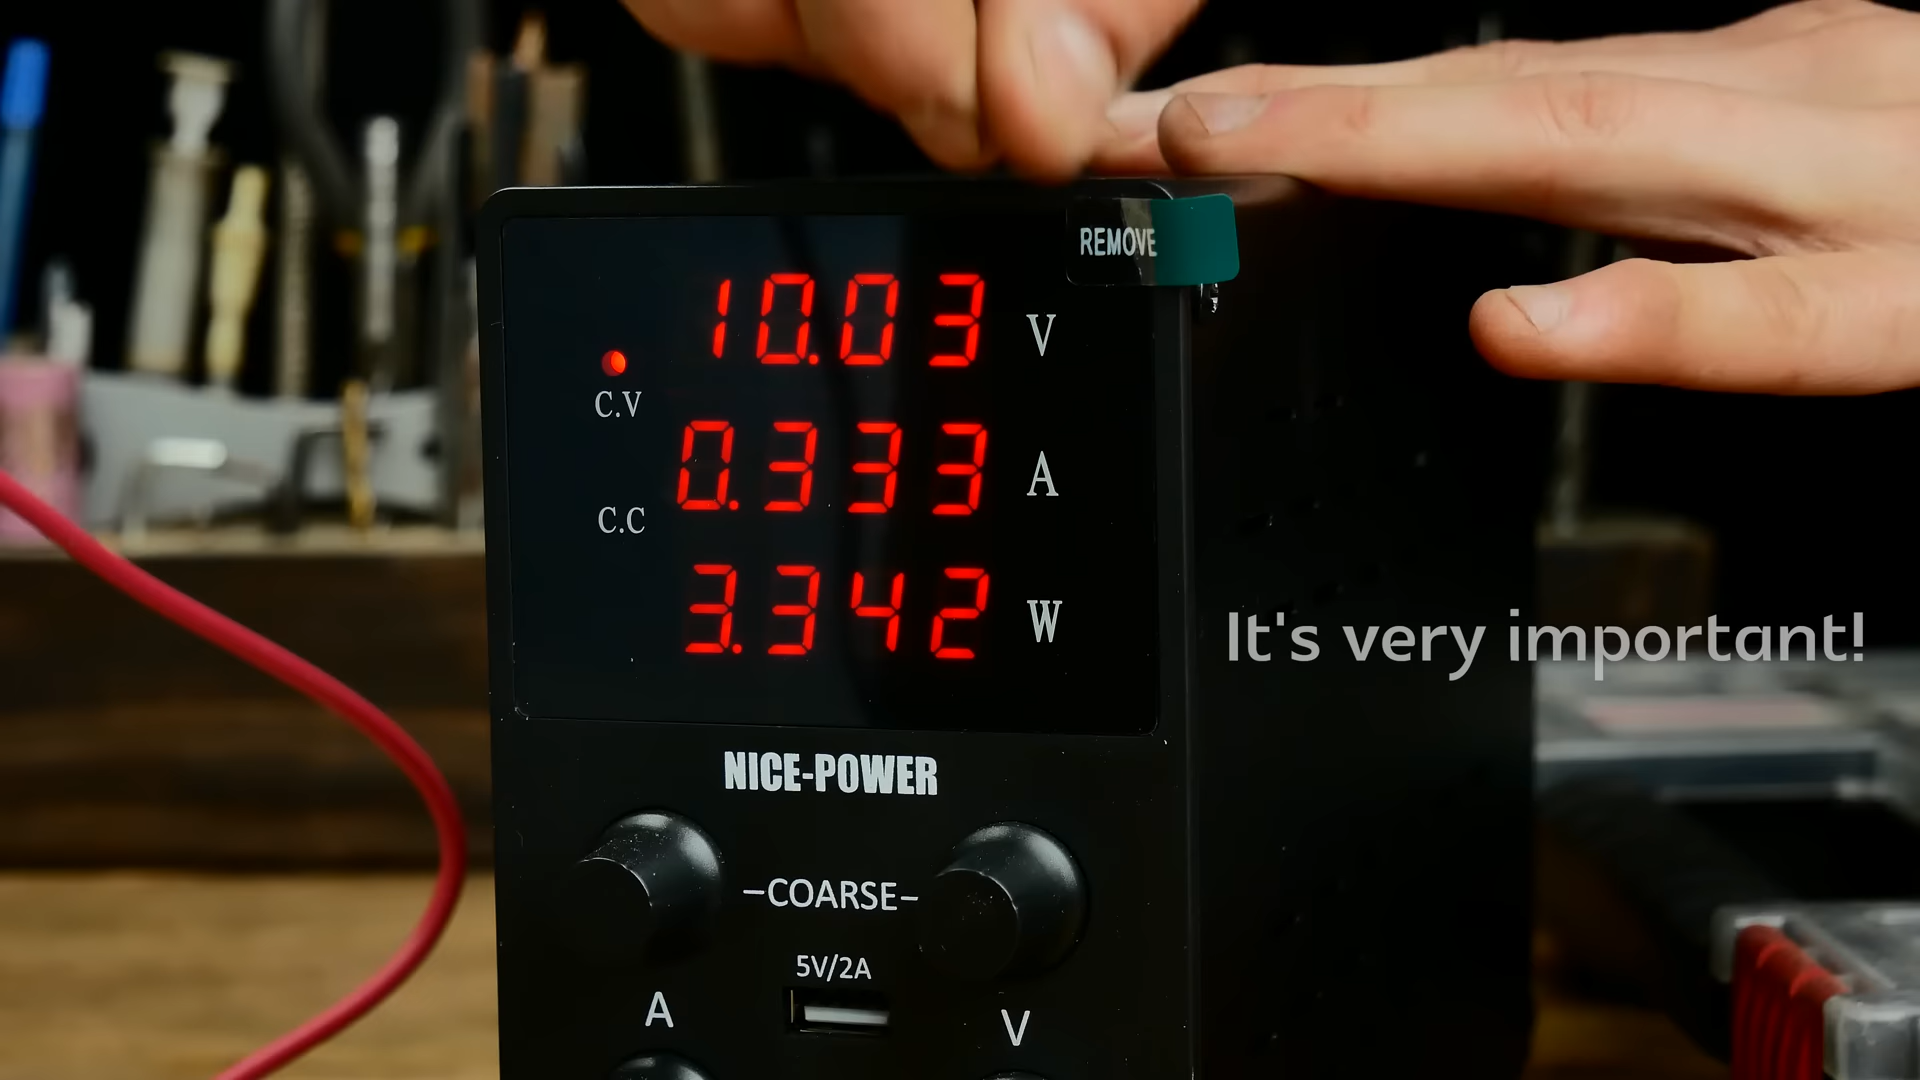 REMOVE
10.03 V
C.V
0.333 A
C.C
3.342 W
It's very important!
NICE-POWER
-COARSE-
5V/2A
A
V